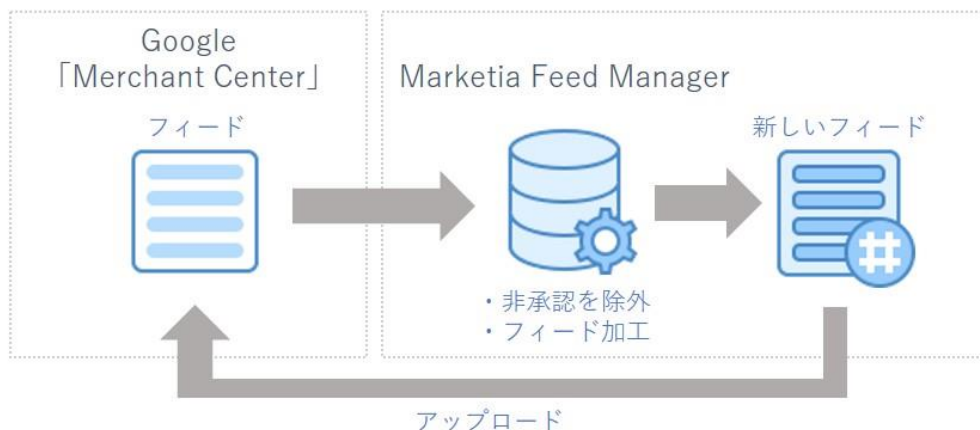 Google
「Merchant Center」
フィード
Marketia Feed Manager
新しいフィード
・非承認を除外
・フィード加工
アップロード